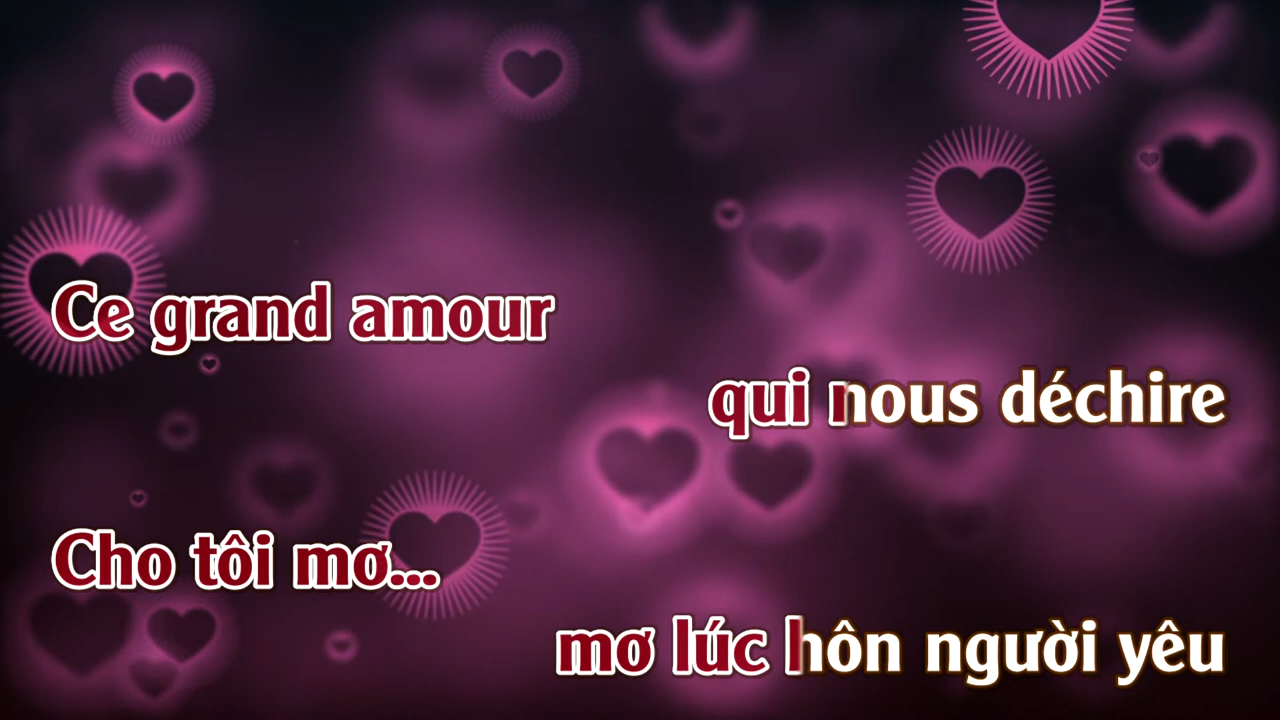 Ce grand amour
qui nous déchire
Cho tôi mơ...
mơ lúc hôn người yêu